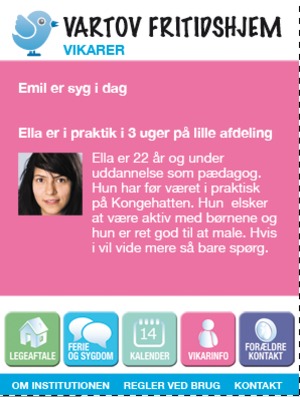 VARTOV FRITIDSHJEM
VIKARER
Emil er syg i dag
Ella er i praktik i 3 uger på lille afdeling
Ella er 22 år og under
uddannelse som pædagog.
Hun har før været i praktisk
på Kongehatten. Hun elsker
at være aktiv med børnene og
hun er ret god til at male. Hvis
i vil vide mere så bare spørg.
LEGEAFTALE
FERIE
OG SYGDOM
14
KALENDER
VIKARINFO
FORÆLDRE
KONTAKT
OM INSTITUTIONEN REGLER VED BRUG KONTAKT